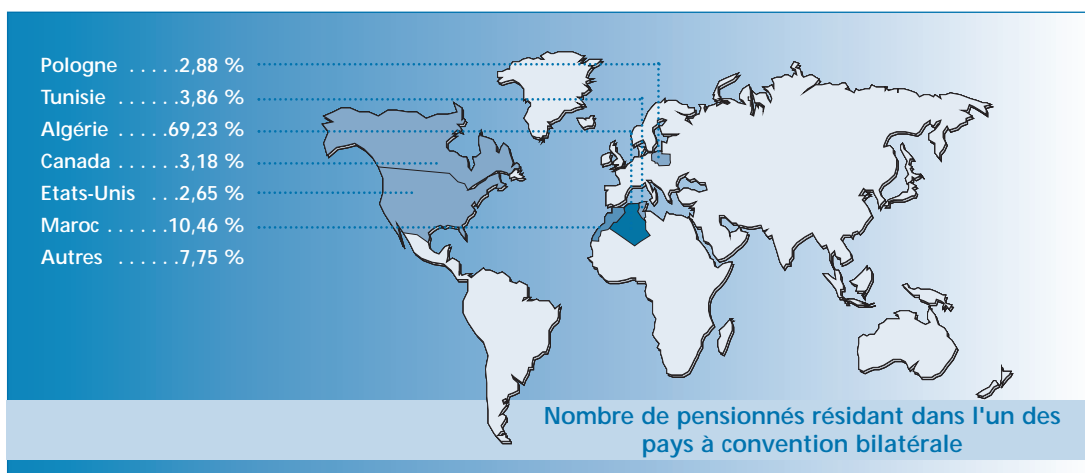 Pologne . . . . .2,88 %
Tunisie . . . . . .3,86 %
Algérie . . . . .69,23 %
Canada . . . . . .3,18 %
Etats-Unis . . .2,65 %
Maroc . . . . . .10,46 %
Autres . . . . . .7,75 %
Nombre de pensionnés résidant dans l'un des
pays à convention bilatérale